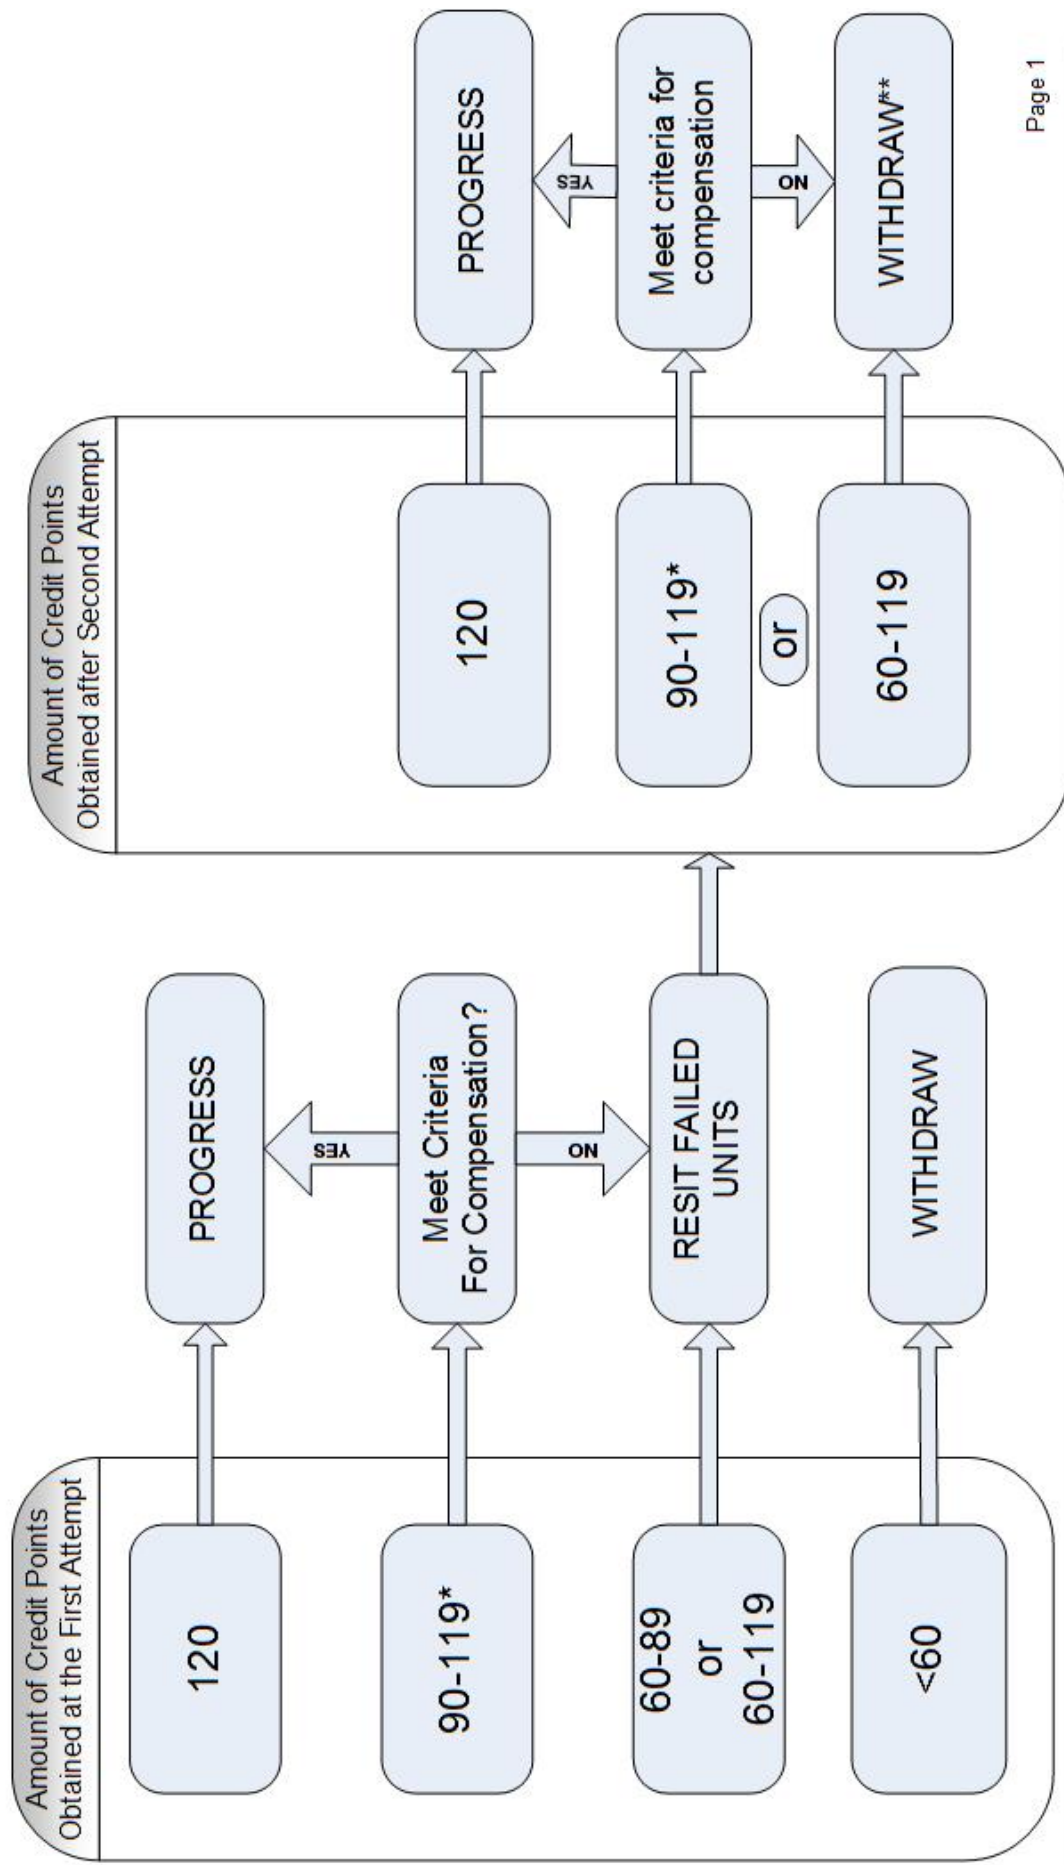 Amount of Credit Points
Obtained at the First Attempt
120
90-119*
60-89
or
60-119
<60
PROGRESS
YES
Meet Criteria
For Compensation?
NO
RESIT FAILED
UNITS
WITHDRAW
Amount of Credit Points
Obtained after Second Attempt
120
90-119*
or
60-119
PROGRESS
YES
Meet criteria for
compensation
NO
WITHDRAW**
Page 1